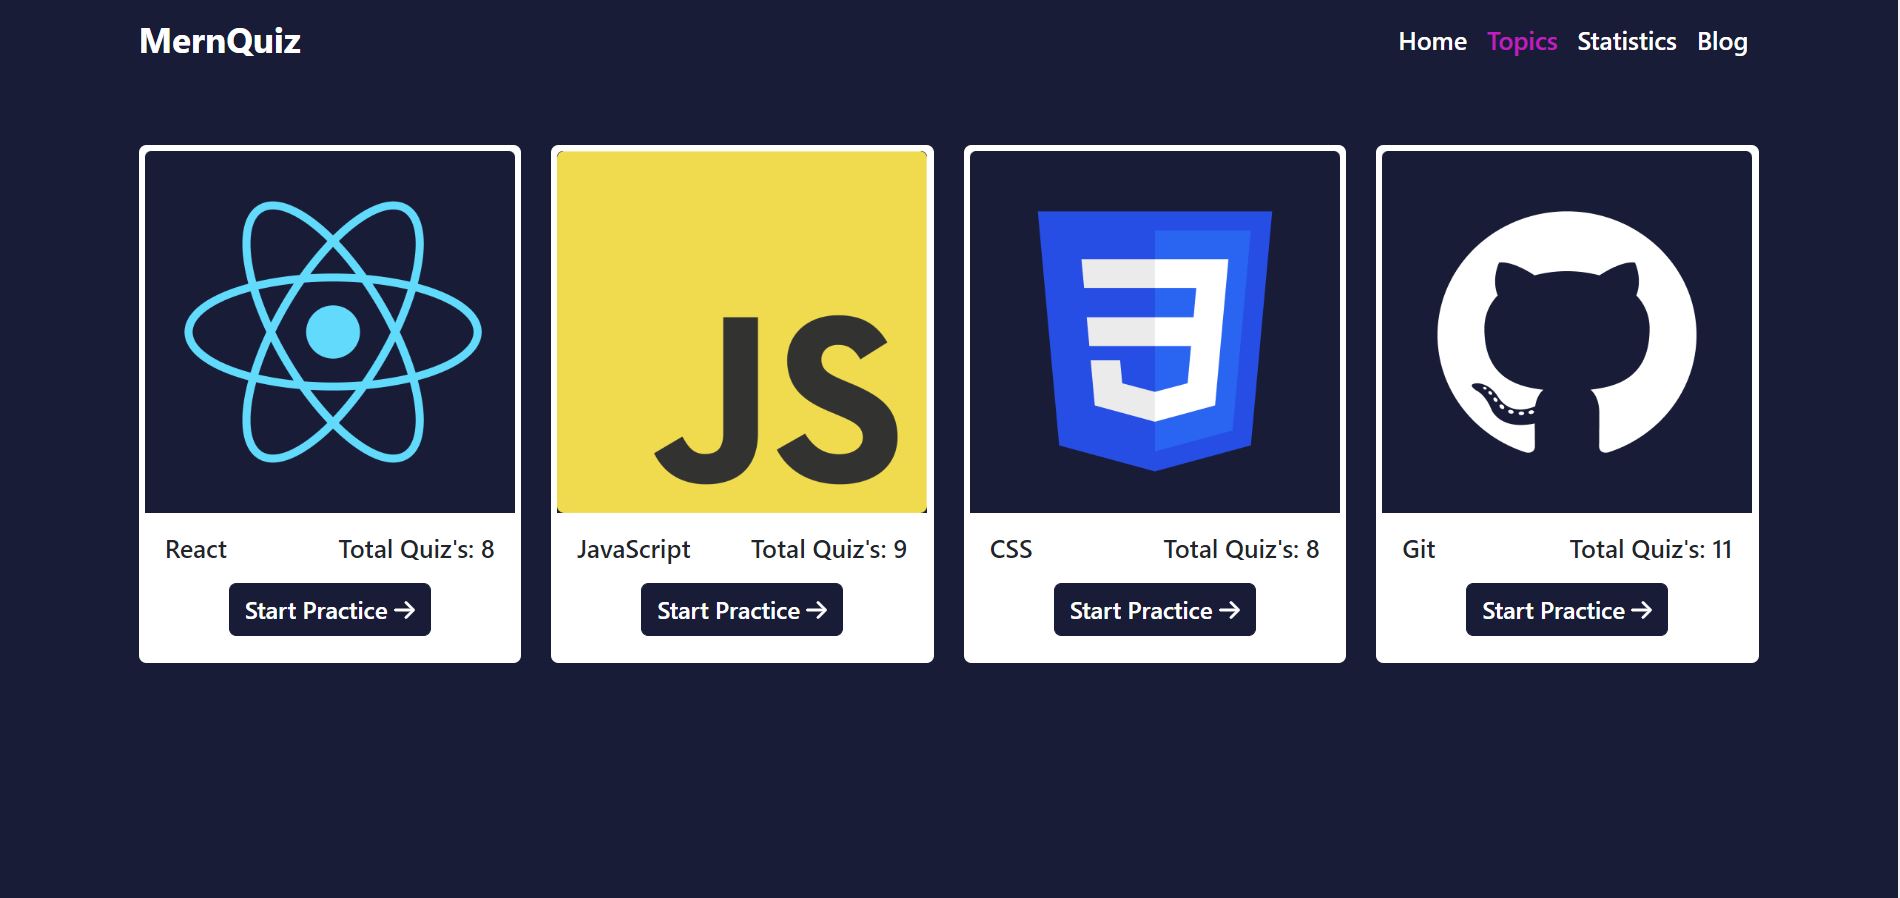 MernQuiz
Home Topics Statistics Blog
JS
React Total Quiz's: 8
Start Practice →
JavaScript Total Quiz's: 9
Start Practice →
CSS Total Quiz's: 8
Start Practice →
Git Total Quiz's: 11
Start Practice →